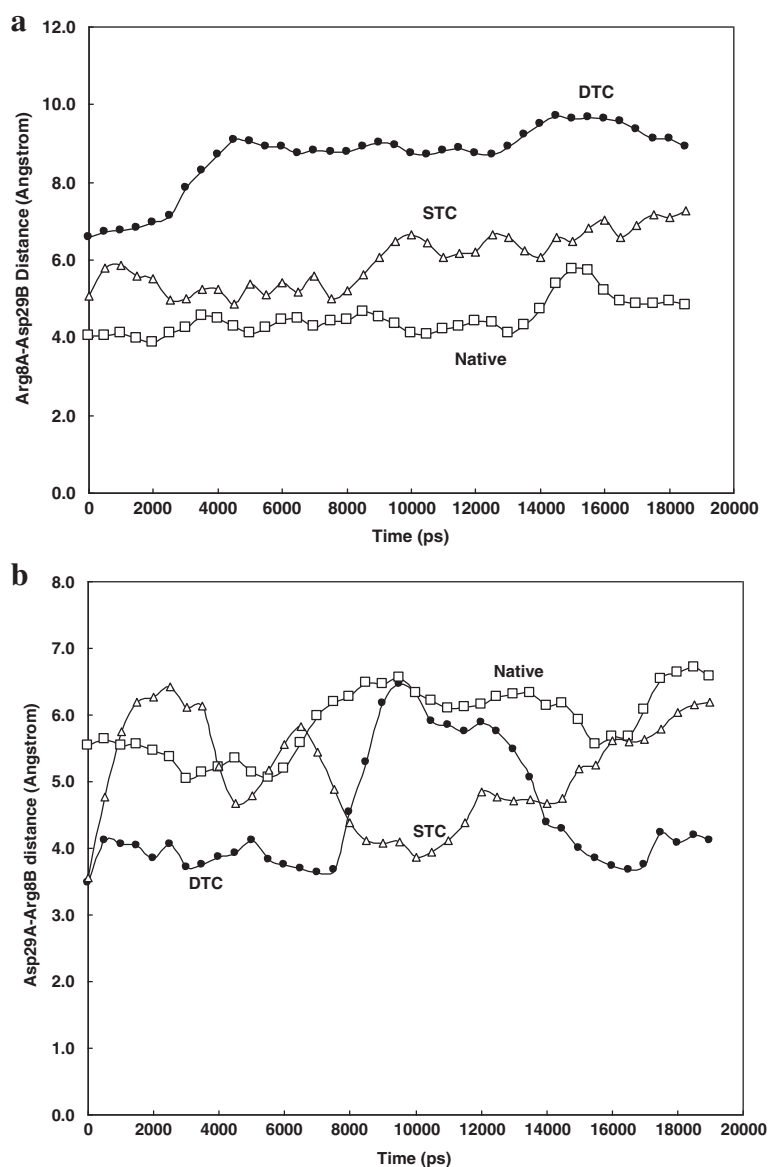 a
12.0
10.0
8.0
6.0
4.0
2.0
0.0
Arg8A-Asp29B Distance (Angstrom)
DTC
STC
Native
0 2000 4000 6000 8000 10000 12000 14000 16000 18000 20000
Time (ps)
b
8.0
7.0
6.0
5.0
4.0
3.0
2.0
1.0
0.0
Asp29A-Arg8B distance (Angstrom)
Native
STC
DTC
0 2000 4000 6000 8000 10000 12000 14000 16000 18000 20000
Time (ps)